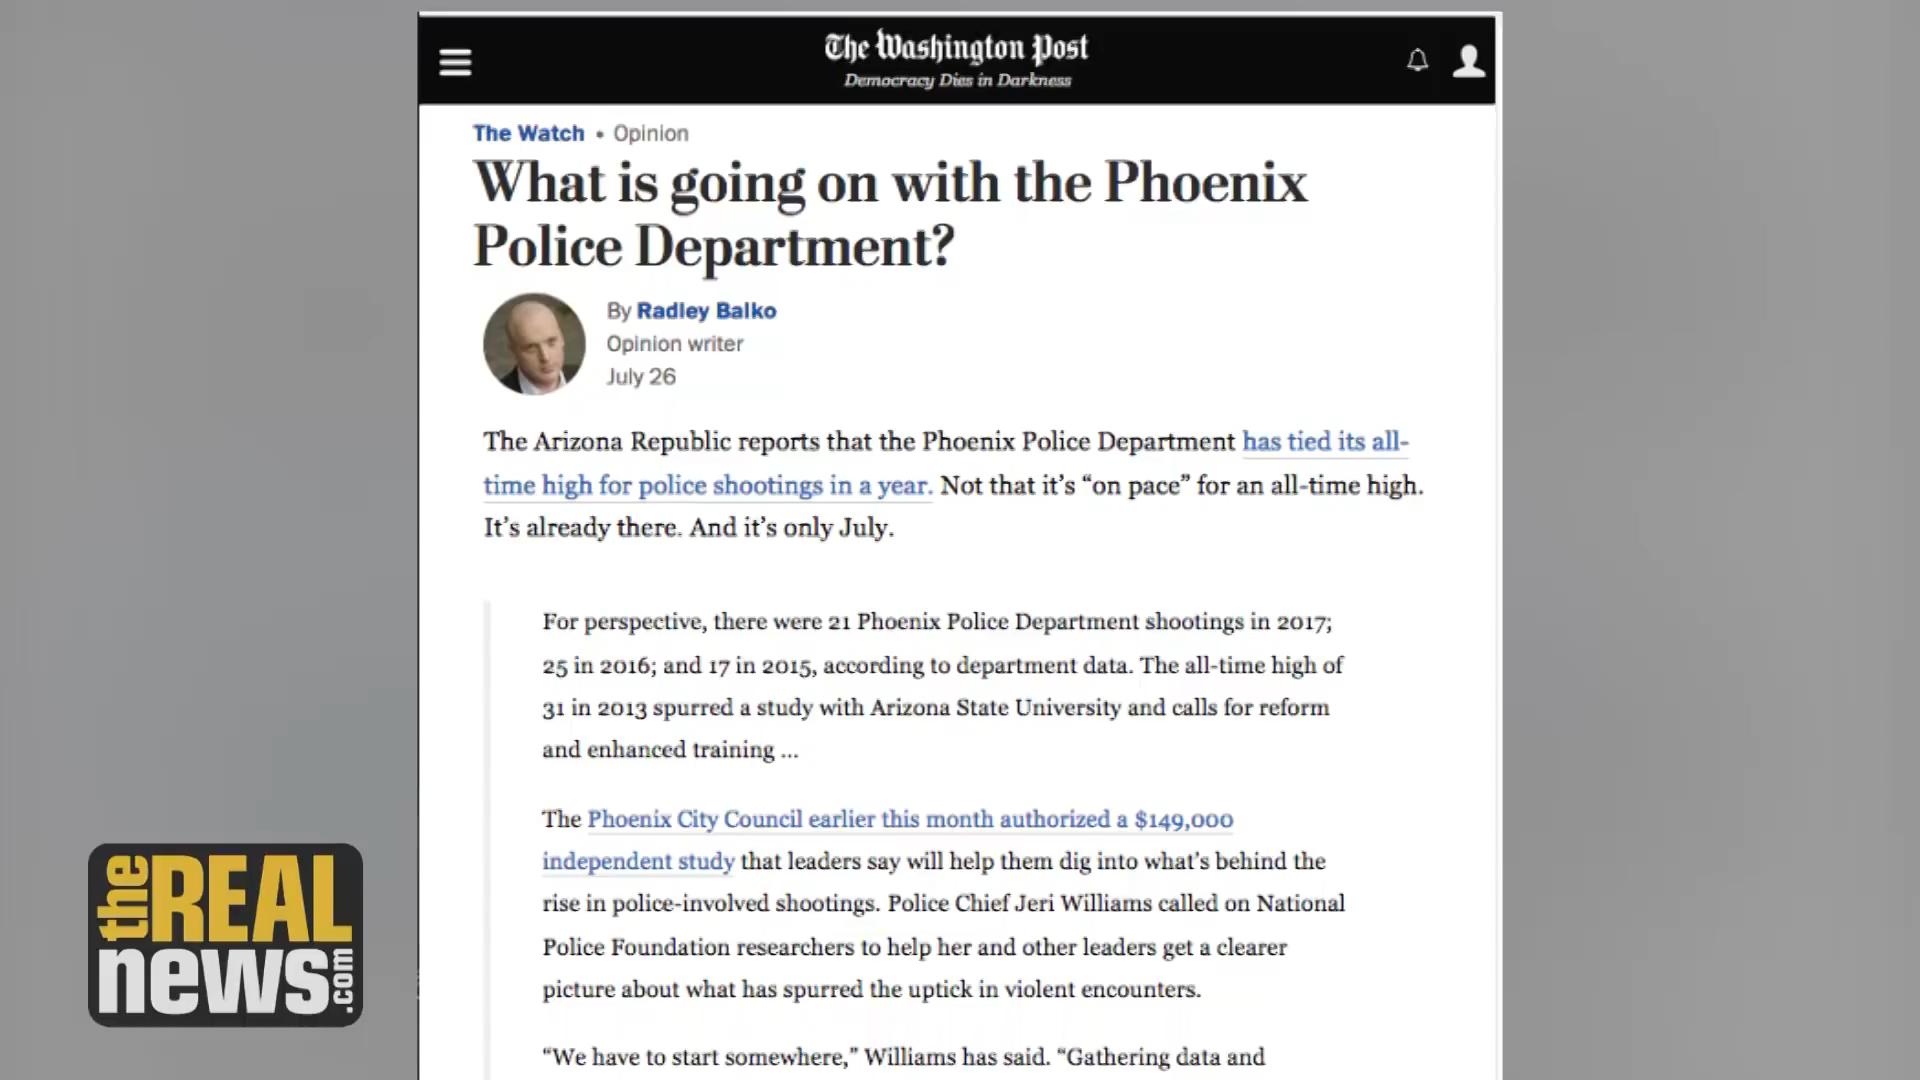 The Washington Post
Democracy Dies in Darkness
The Watch • Opinion
What is going on with the Phoenix
Police Department?
By Radley Balko
Opinion writer
July 26
The Arizona Republic reports that the Phoenix Police Department has tied its all-
time high for police shootings in a year. Not that it's “on pace” for an all-time high.
It's already there. And it's only July.
For perspective, there were 21 Phoenix Police Department shootings in 2017;
25 in 2016; and 17 in 2015, according to department data. The all-time high of
31 in 2013 spurred a study with Arizona State University and calls for reform
and enhanced training ...
The Phoenix City Council earlier this month authorized a $149,000
independent study that leaders say will help them dig into what's behind the
rise in police-involved shootings. Police Chief Jeri Williams called on National
Police Foundation researchers to help her and other leaders get a clearer
picture about what has spurred the uptick in violent encounters.
“We have to start somewhere,” Williams has said. “Gathering data and
the REAL
news.com